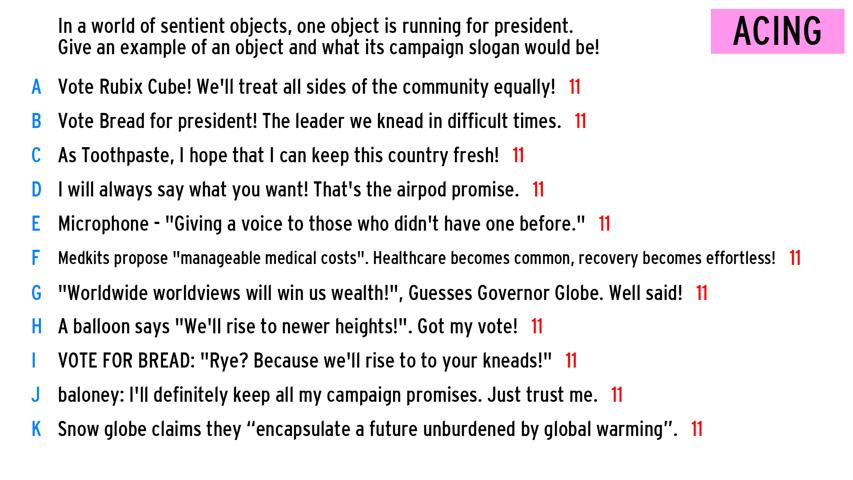 In a world of sentient objects, one object is running for president.
Give an example of an object and what its campaign slogan would be!
ACING
A Vote Rubix Cube! We'll treat all sides of the community equally! 11
B Vote Bread for president! The leader we knead in difficult times. 11
C As Toothpaste, I hope that I can keep this country fresh! 11
D I will always say what you want! That's the airpod promise. 11
E Microphone - "Giving a voice to those who didn't have one before." 11
F Medkits propose "manageable medical costs". Healthcare becomes common, recovery becomes effortless! 11
G "Worldwide worldviews will win us wealth!", Guesses Governor Globe. Well said! 11
H A balloon says "We'll rise to newer heights!". Got my vote! 11
I VOTE FOR BREAD: "Rye? Because we'll rise to to your kneads!" 11
J baloney: I'll definitely keep all my campaign promises. Just trust me. 11
K Snow globe claims they “encapsulate a future unburdened by global warming”. 11